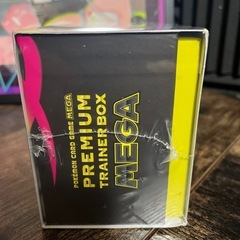 POKÉMON CARD GAME MEGA
PREMIUM
TRAINER BOX
MEGA